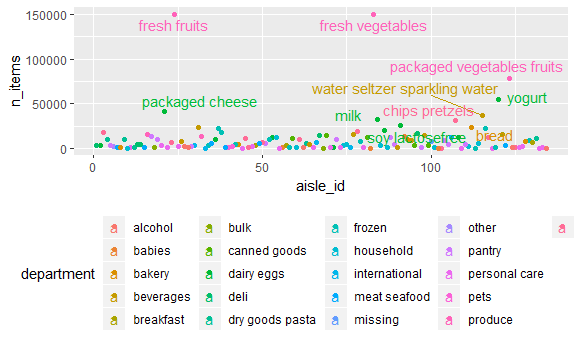 150000
fresh fruits
fresh vegetables
100000
packaged vegetables fruits
n_items
water seltzer sparkling water
yogurt
packaged cheese
50000
chips pretzels
milk
bread
soy lactosefree
0
0
50
100
aisle_id
department
a alcohol
a babies
a bakery
a beverages
a breakfast
a bulk
a canned goods
a dairy eggs
a deli
a dry goods pasta
a frozen
a household
a international
a meat seafood
a missing
a other
a pantry
a personal care
a pets
a produce
a